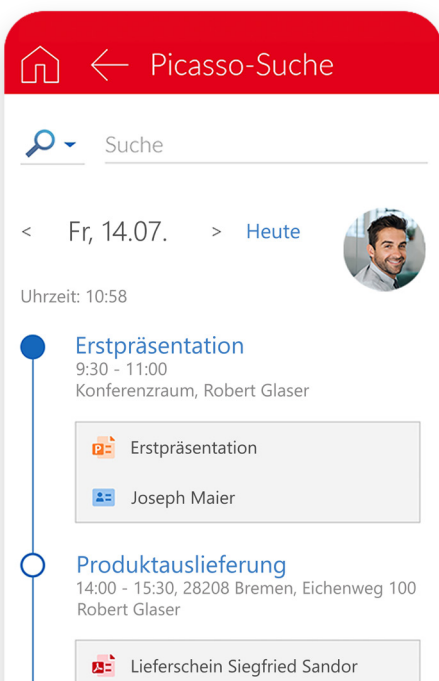 Picasso-Suche
Suche
< Fr, 14.07. > Heute
Uhrzeit: 10:58
Erstpräsentation
9:30 - 11:00
Konferenzraum, Robert Glaser
Erstpräsentation
Joseph Maier
Produktauslieferung
14:00 - 15:30, 28208 Bremen, Eichenweg 100
Robert Glaser
Lieferschein Siegfried Sandor